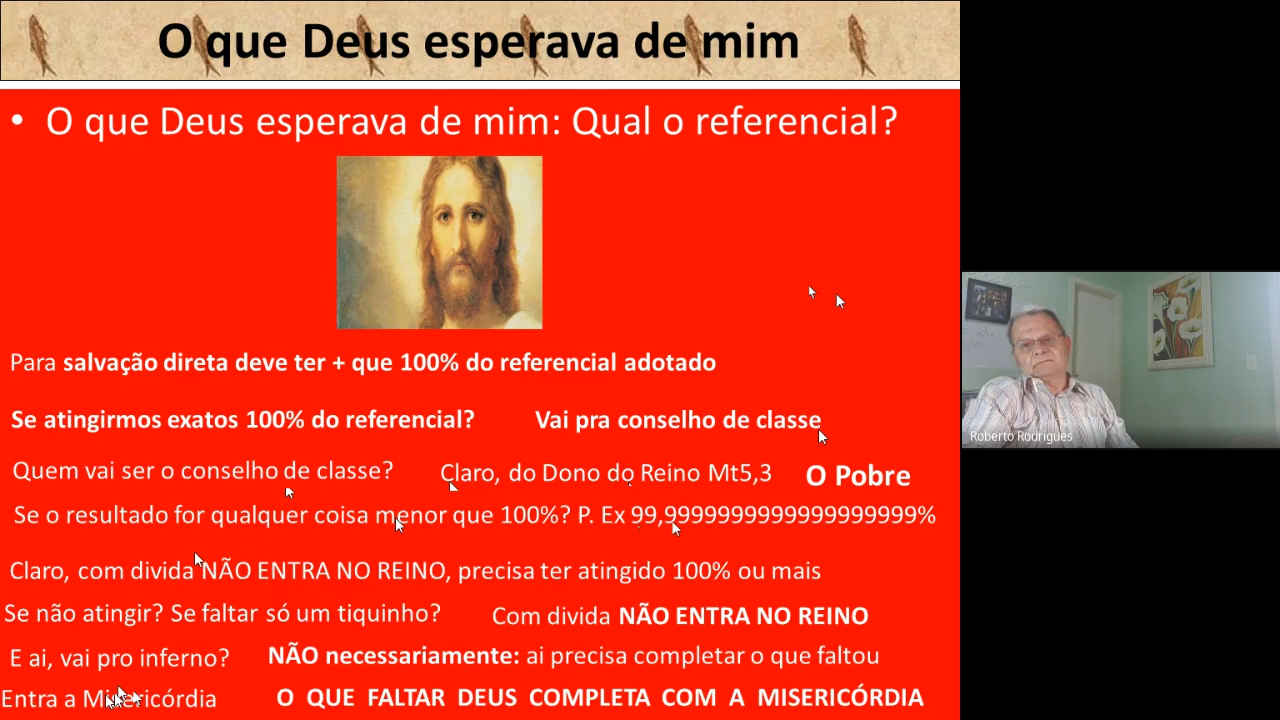 O que Deus esperava de mim
• O que Deus esperava de mim: Qual o referencial?
Para salvação direta deve ter + que 100% do referencial adotado
Se atingirmos exatos 100% do referencial? Vai pra conselho de classe
Quem vai ser o conselho de classe? Claro, do Dono do Reino Mt5,3 O Pobre
Se o resultado for qualquer coisa menor que 100%? P. Ex 99,9999999999999999999%
Claro, com divida NÃO ENTRA NO REINO, precisa ter atingido 100% ou mais
Se não atingir? Se faltar só um tiquinho? Com divida NÃO ENTRA NO REINO
E ai, vai pro inferno? NÃO necessariamente: ai precisa completar o que faltou
Entra a Misericórdia O QUE FALTAR DEUS COMPLETA COM A MISERICÓRDIA
Roberto Rodrigues